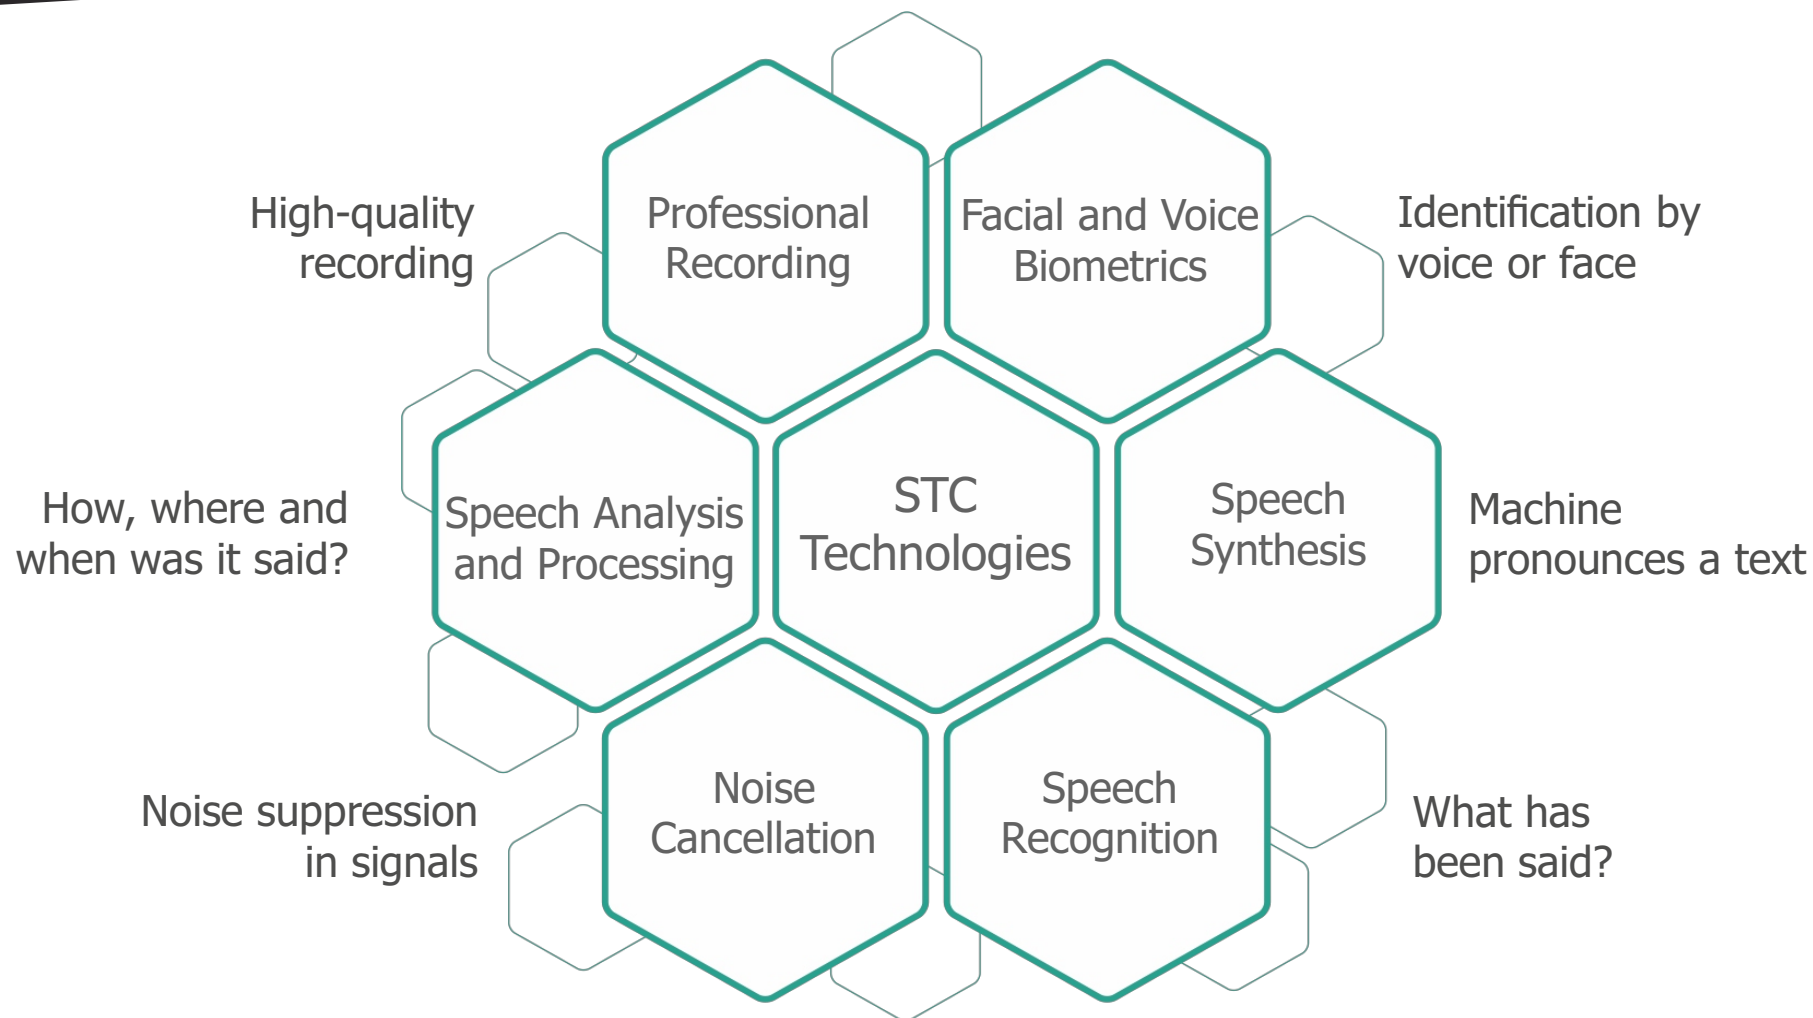 High-quality
recording
Professional
Recording
Facial and Voice
Biometrics
Identification by
voice or face
How, where and
when was it said?
Speech Analysis
and Processing
STC
Technologies
Speech
Synthesis
Machine
pronounces a text
Noise suppression
in signals
Noise
Cancellation
Speech
Recognition
What has
been said?